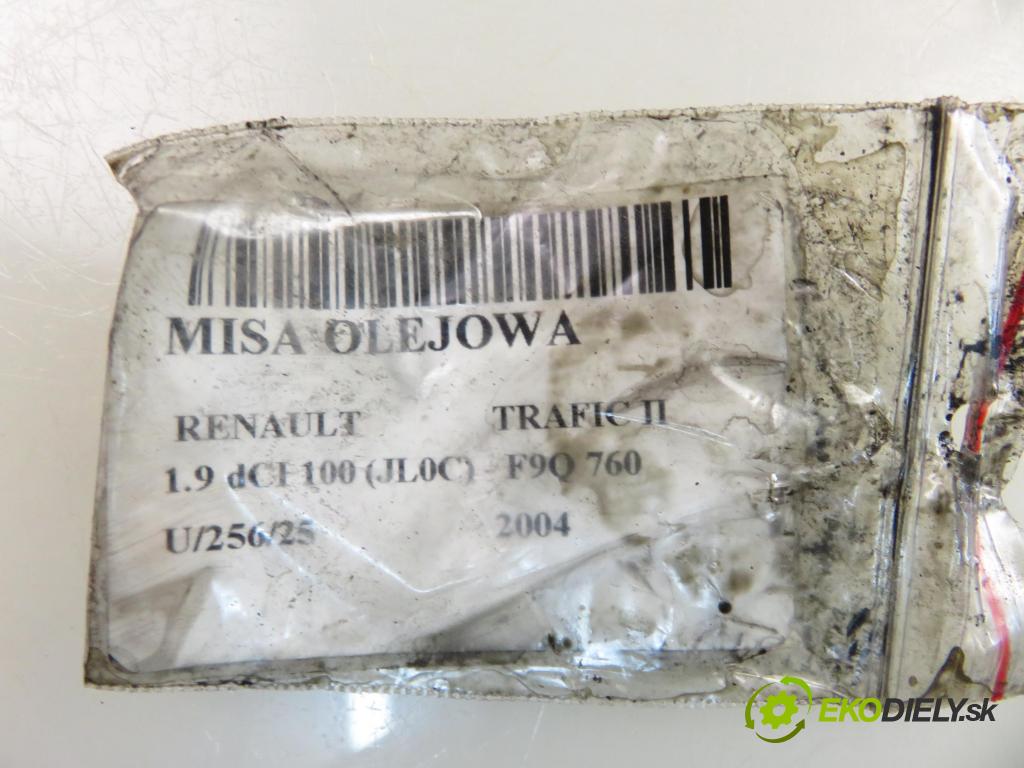 MISA OLEJOWA
RENAULT TRAFIC II
1.9 dCI 100 (JL0C) F9Q 760
U/256/25 2004
EKODIELY.sk